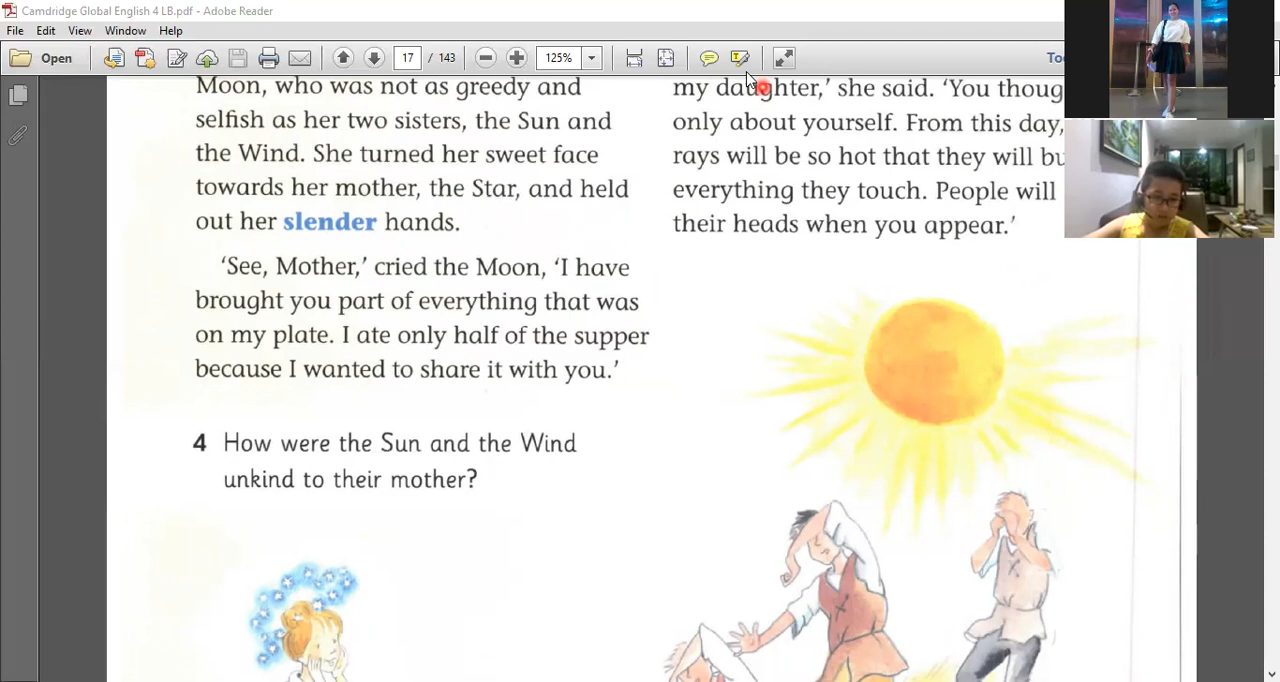 Camdridge Global English 4 LB.pdf - Adobe Reader
File Edit View Window Help
Open 17 / 143 125%
Moon, who was not as greedy and
selfish as her two sisters, the Sun and
the Wind. She turned her sweet face
towards her mother, the Star, and held
out her slender hands.
‘See, Mother,’ cried the Moon, ‘I have
brought you part of everything that was
on my plate. I ate only half of the supper
because I wanted to share it with you.’
4 How were the Sun and the Wind
unkind to their mother?
my daughter,’ she said. ‘You thoug
only about yourself. From this day,
rays will be so hot that they will bu
everything they touch. People will
their heads when you appear.’